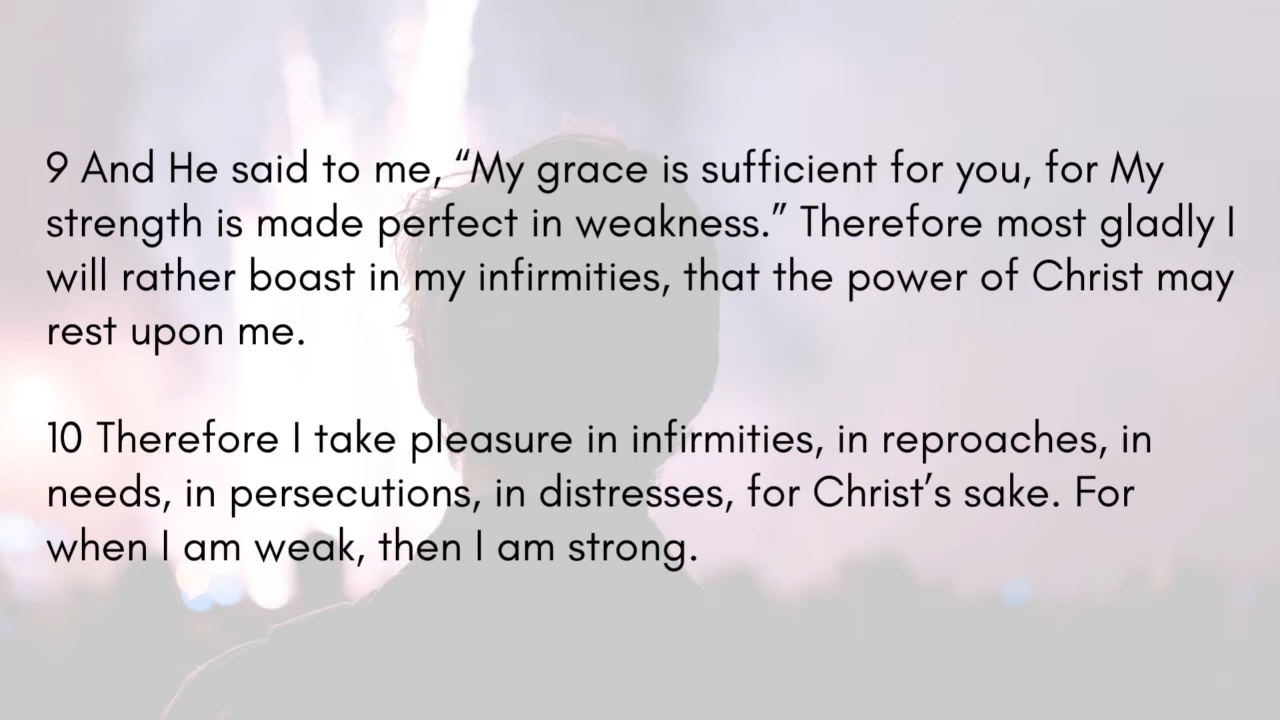 9 And He said to me, “My grace is sufficient for you, for My
strength is made perfect in weakness.” Therefore most gladly I
will rather boast in my infirmities, that the power of Christ may
rest upon me.
10 Therefore I take pleasure in infirmities, in reproaches, in
needs, in persecutions, in distresses, for Christ’s sake. For
when I am weak, then I am strong.